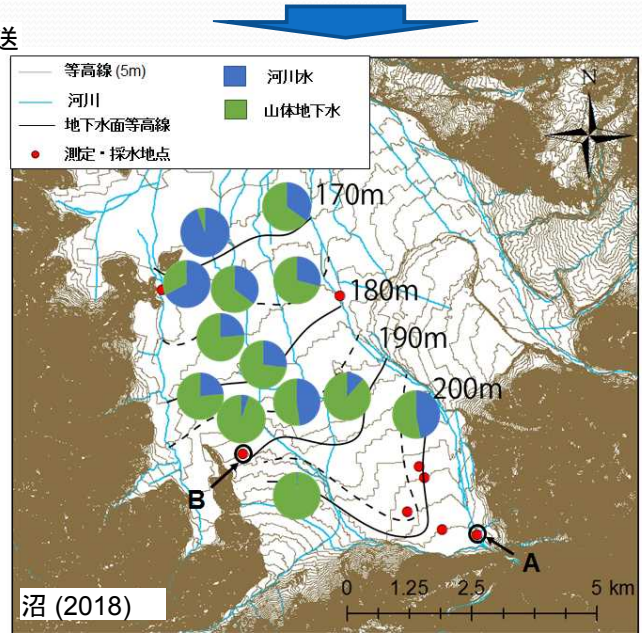 送
等高線 (5m)
河川
地下水面等高線
測定・採水地点
河川水
山体地下水
N
170m
180m
190m
200m
B
A
沼 (2018)
0 1.25 5 km